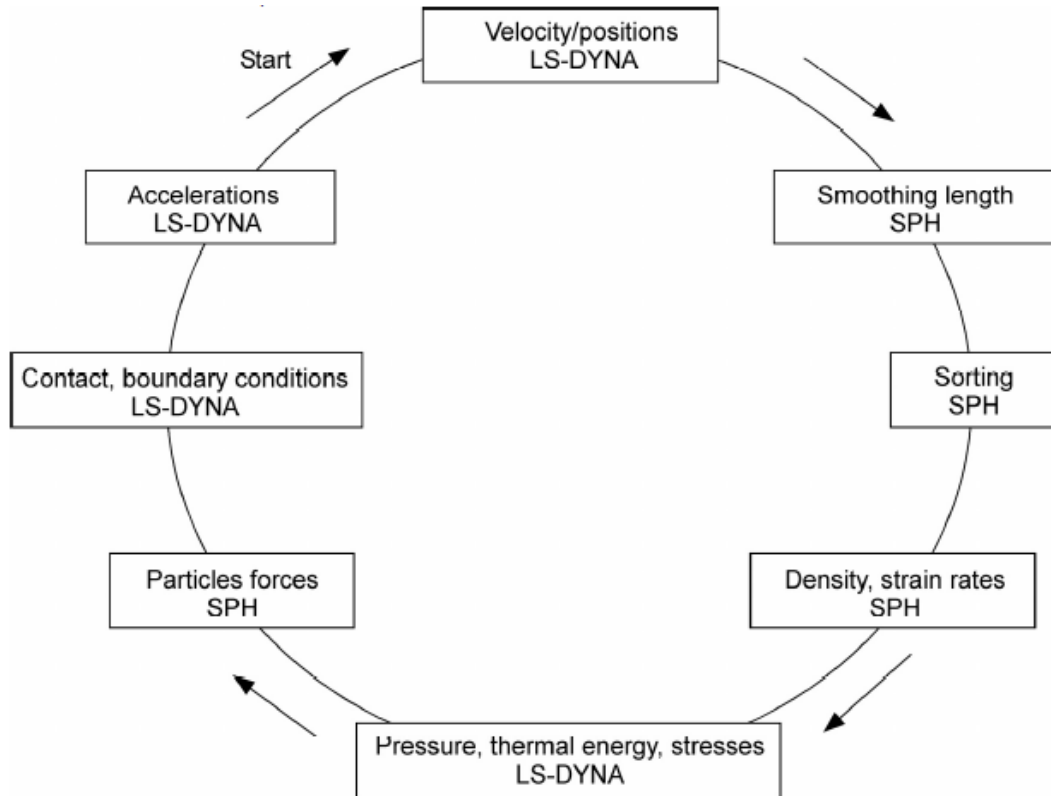 Velocity/positions
LS-DYNA
Start
Smoothing length
SPH
Sorting
SPH
Density, strain rates
SPH
Pressure, thermal energy, stresses
LS-DYNA
Particles forces
SPH
Contact, boundary conditions
LS-DYNA
Accelerations
LS-DYNA